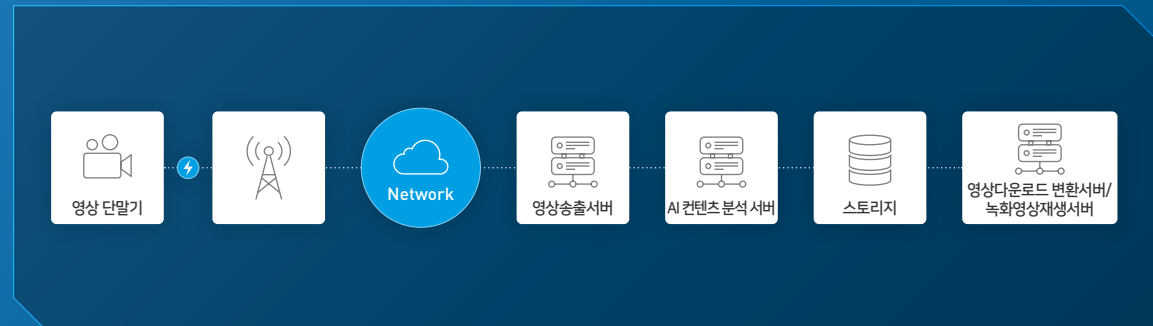 영상 단말기
Network
영상송출서버
AI 컨텐츠 분석 서버
스토리지
영상다운로드 변환서버/
녹화영상재생서버